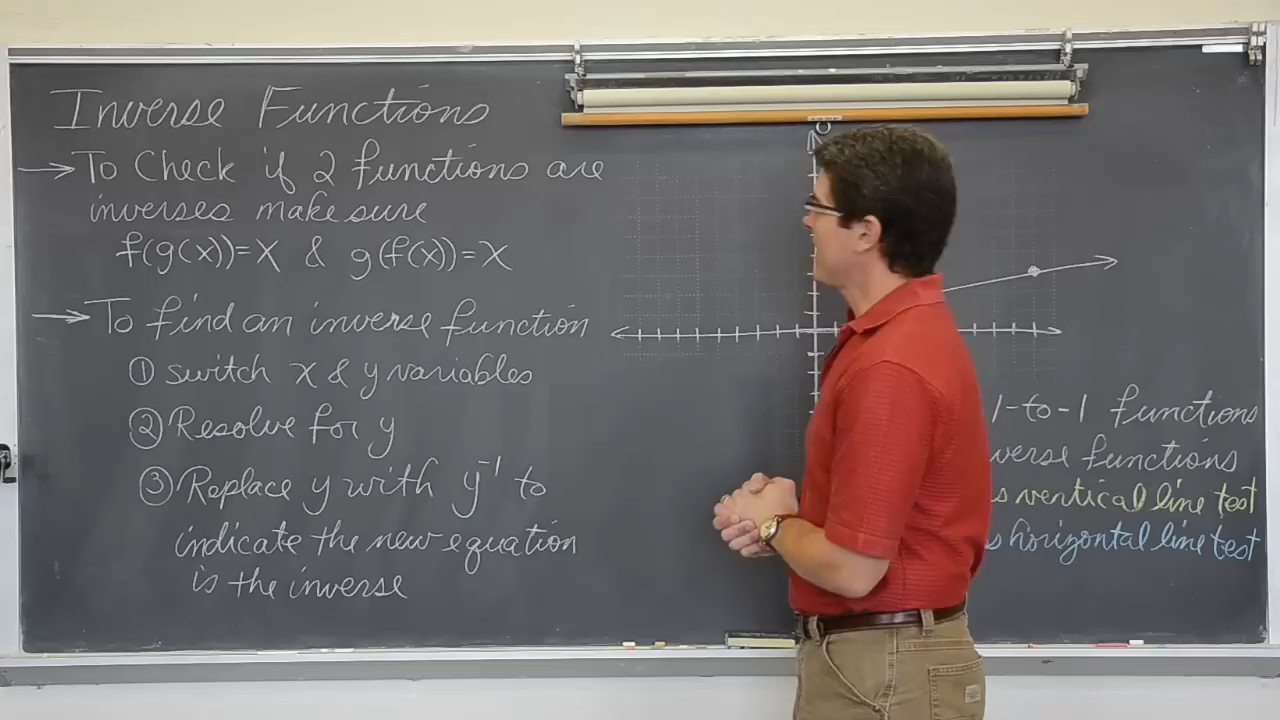 Inverse Functions
→ To Check if 2 functions are
inverses make sure
f(g(x))=X & g(f(x))=X
→ To find an inverse function
① switch x & y variables
② Resolve for y
③ Replace y with y⁻¹ to
indicate the new equation
is the inverse
1-to-1 functions
functions
vertical line test
horizontal line test